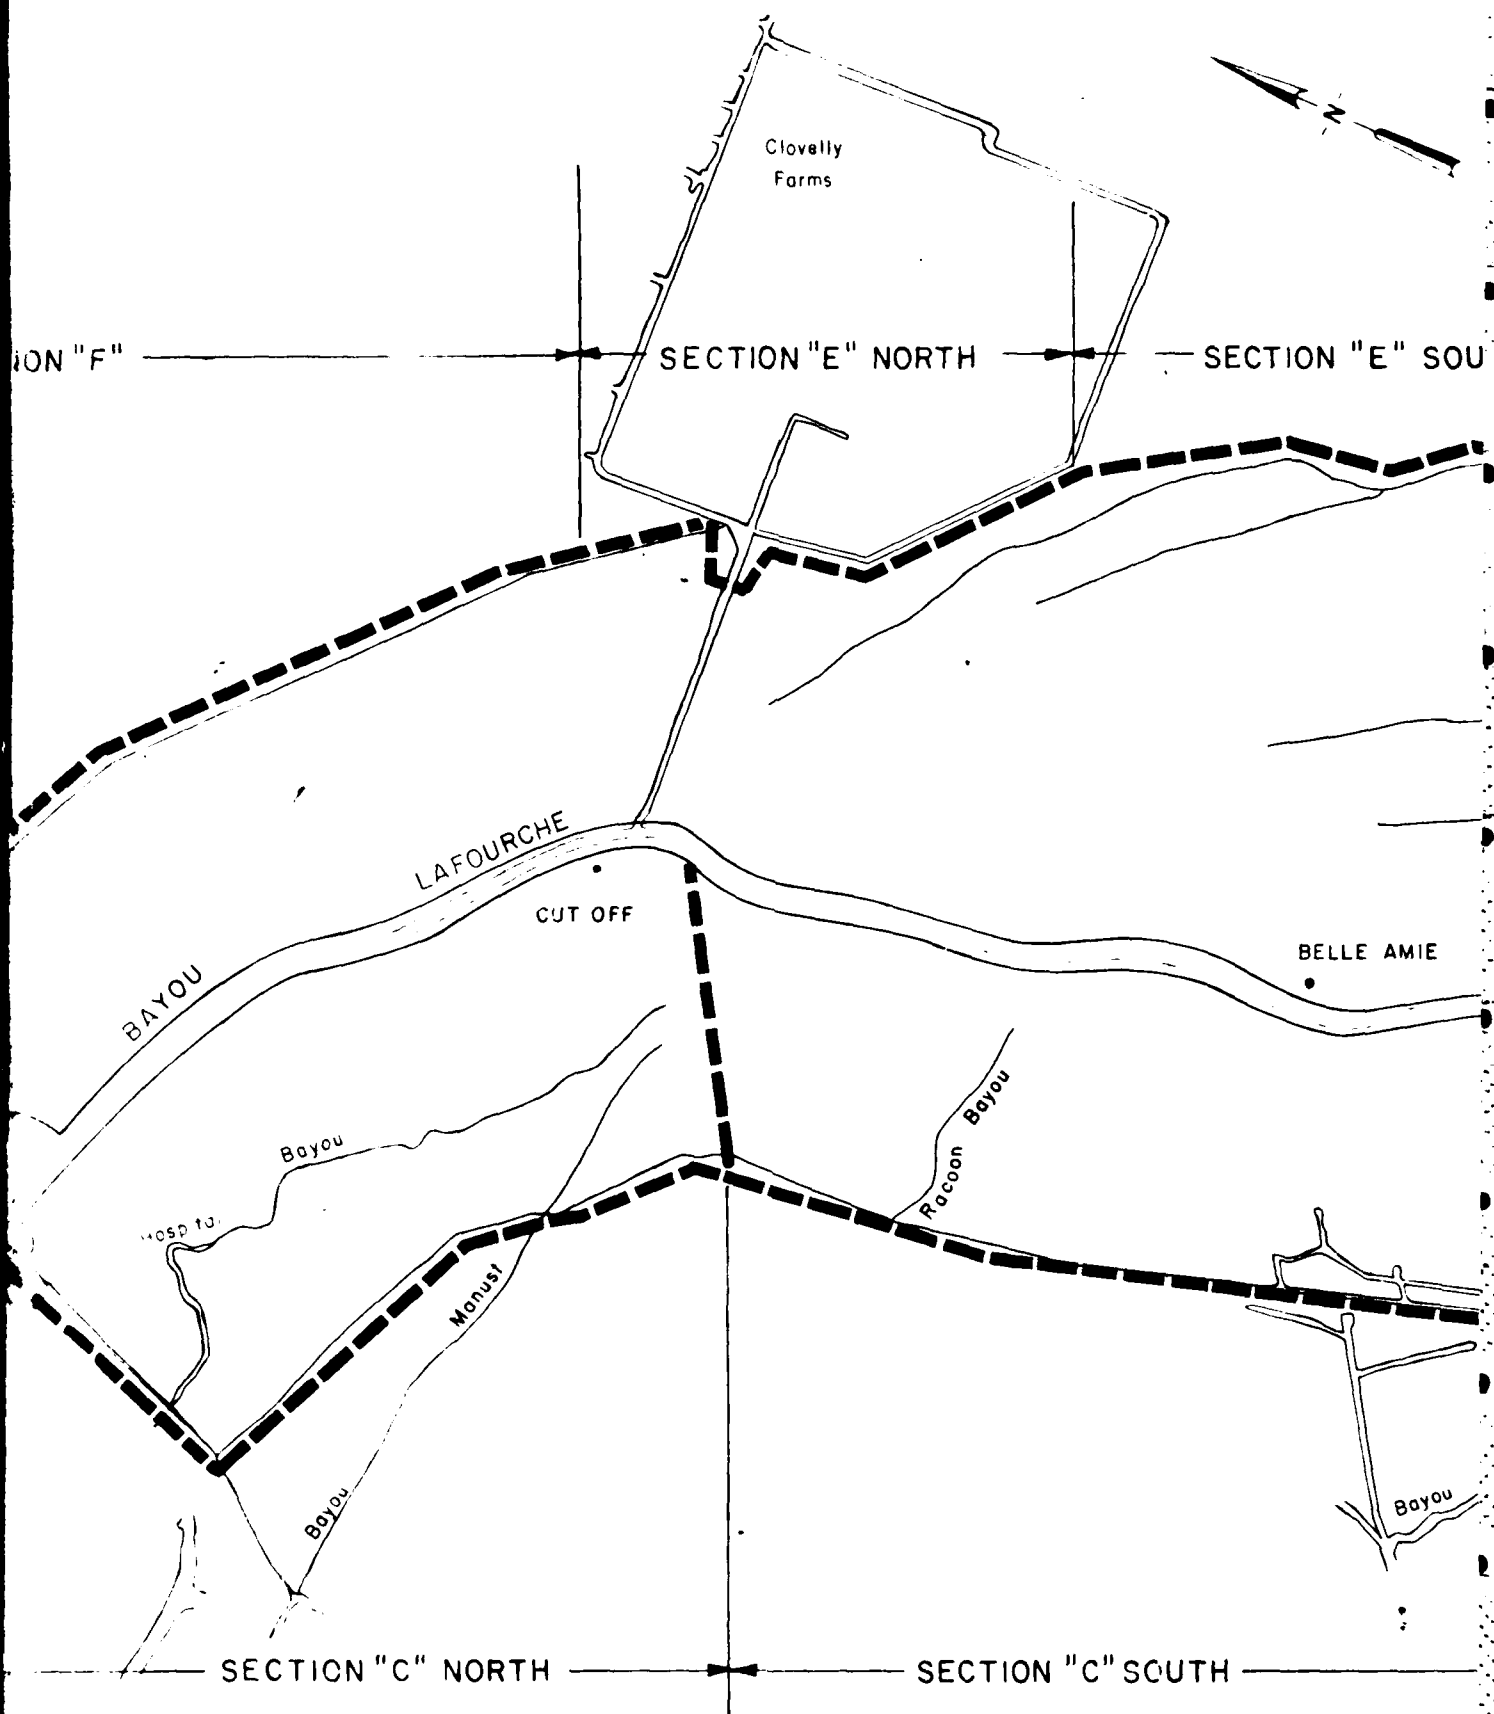 N
Clovelly
Farms
ION "F"
SECTION "E" NORTH
SECTION "E" SOU
BAYOU LAFOURCHE
CUT OFF
BELLE AMIE
Racoon Bayou
Bayou
Manust
Bayou
Bayou
SECTION "C" NORTH
SECTION "C" SOUTH